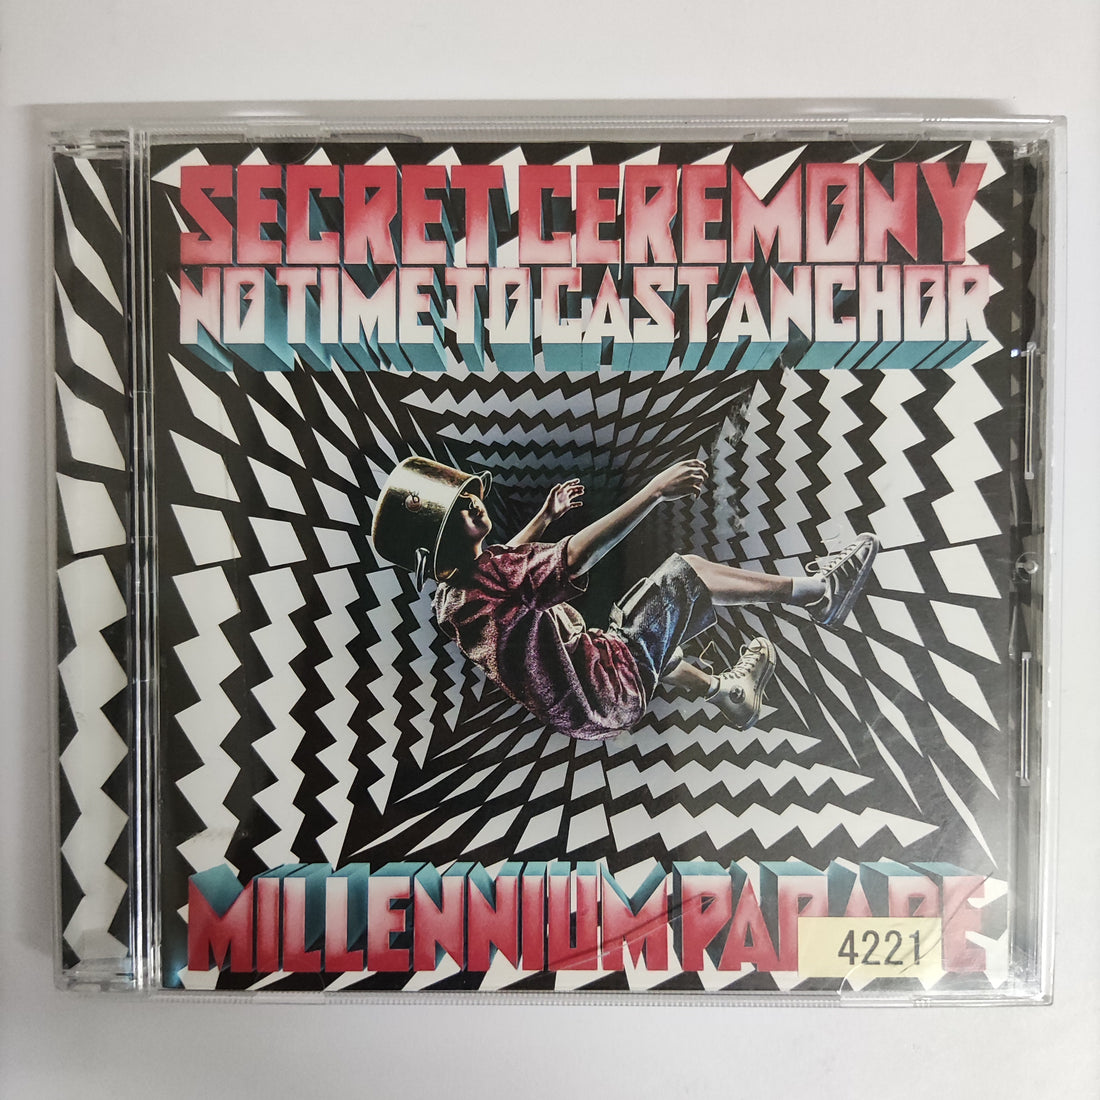 SECRET CEREMONY
NO TIME TO CAST ANCHOR
MILLENNIUM PARADE
4221